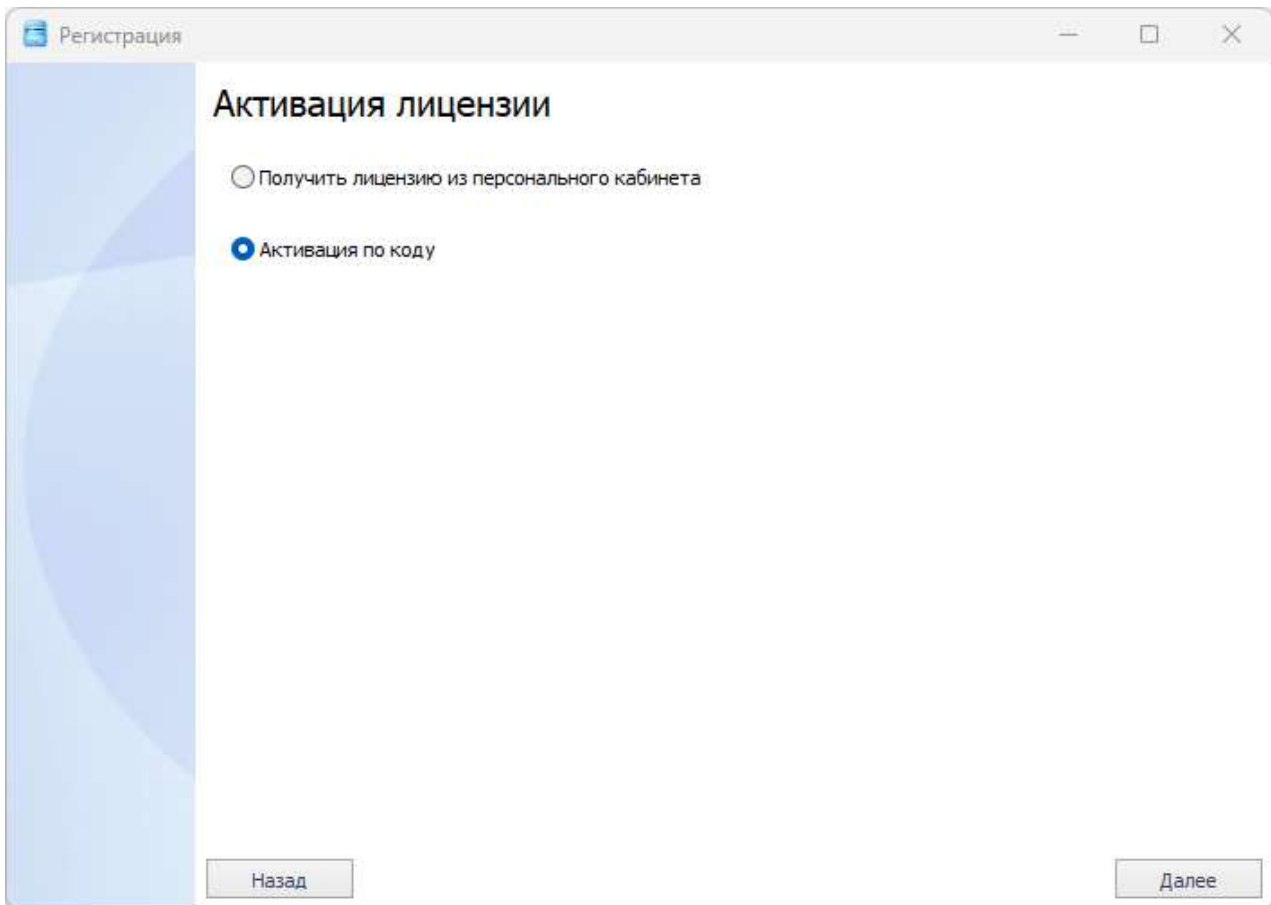 Регистрация
Активация лицензии
Получить лицензию из персонального кабинета
Активация по коду
Назад
Далее